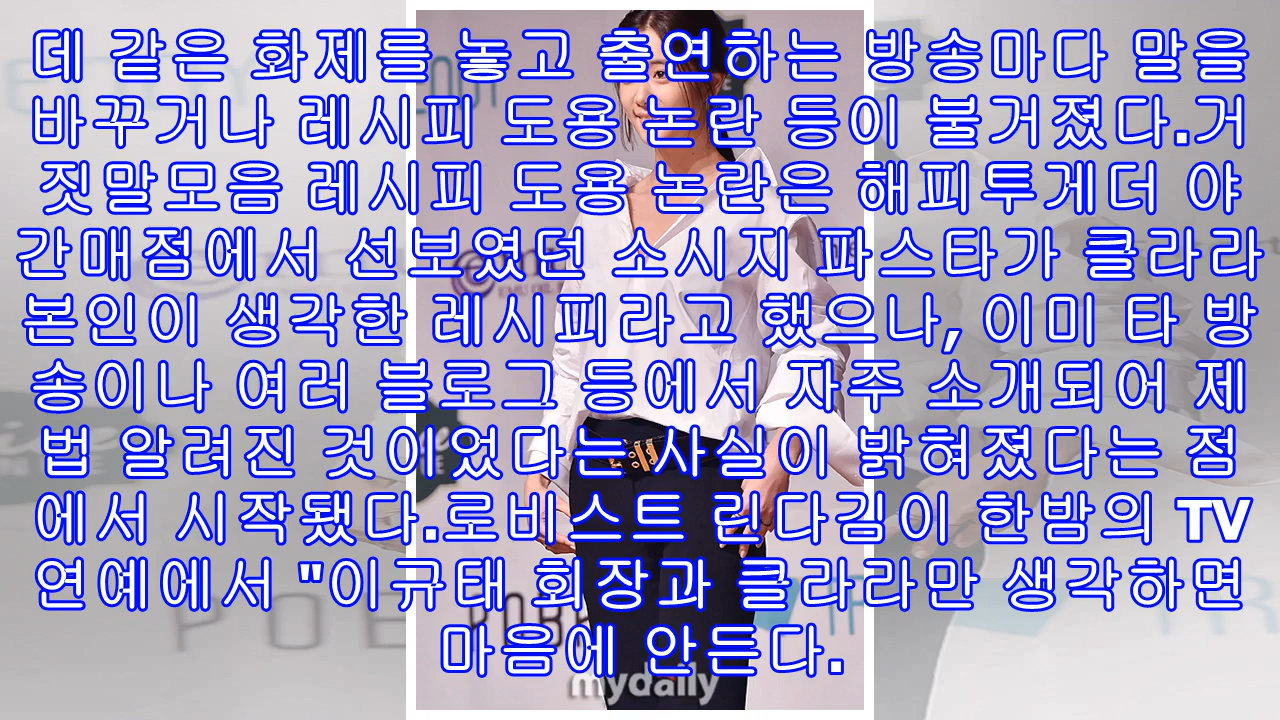 데 같은 화제를 놓고 출연하는 방송마다 말을
바꾸거나 레시피 도용 논란 등이 불거졌다.거
짓말모음 레시피 도용 논란은 해피투게더 야
간매점에서 선보였던 소시지 파스타가 클라라
본인이 생각한 레시피라고 했으나, 이미 타 방
송이나 여러 블로그 등에서 자주 소개되어 제
법 알려진 것이었다는 사실이 밝혀졌다는 점
에서 시작됐다.로비스트 린다김이 한밤의 TV
연예에서 "이규태 회장과 클라라만 생각하면
마음에 안든다.
mydaily